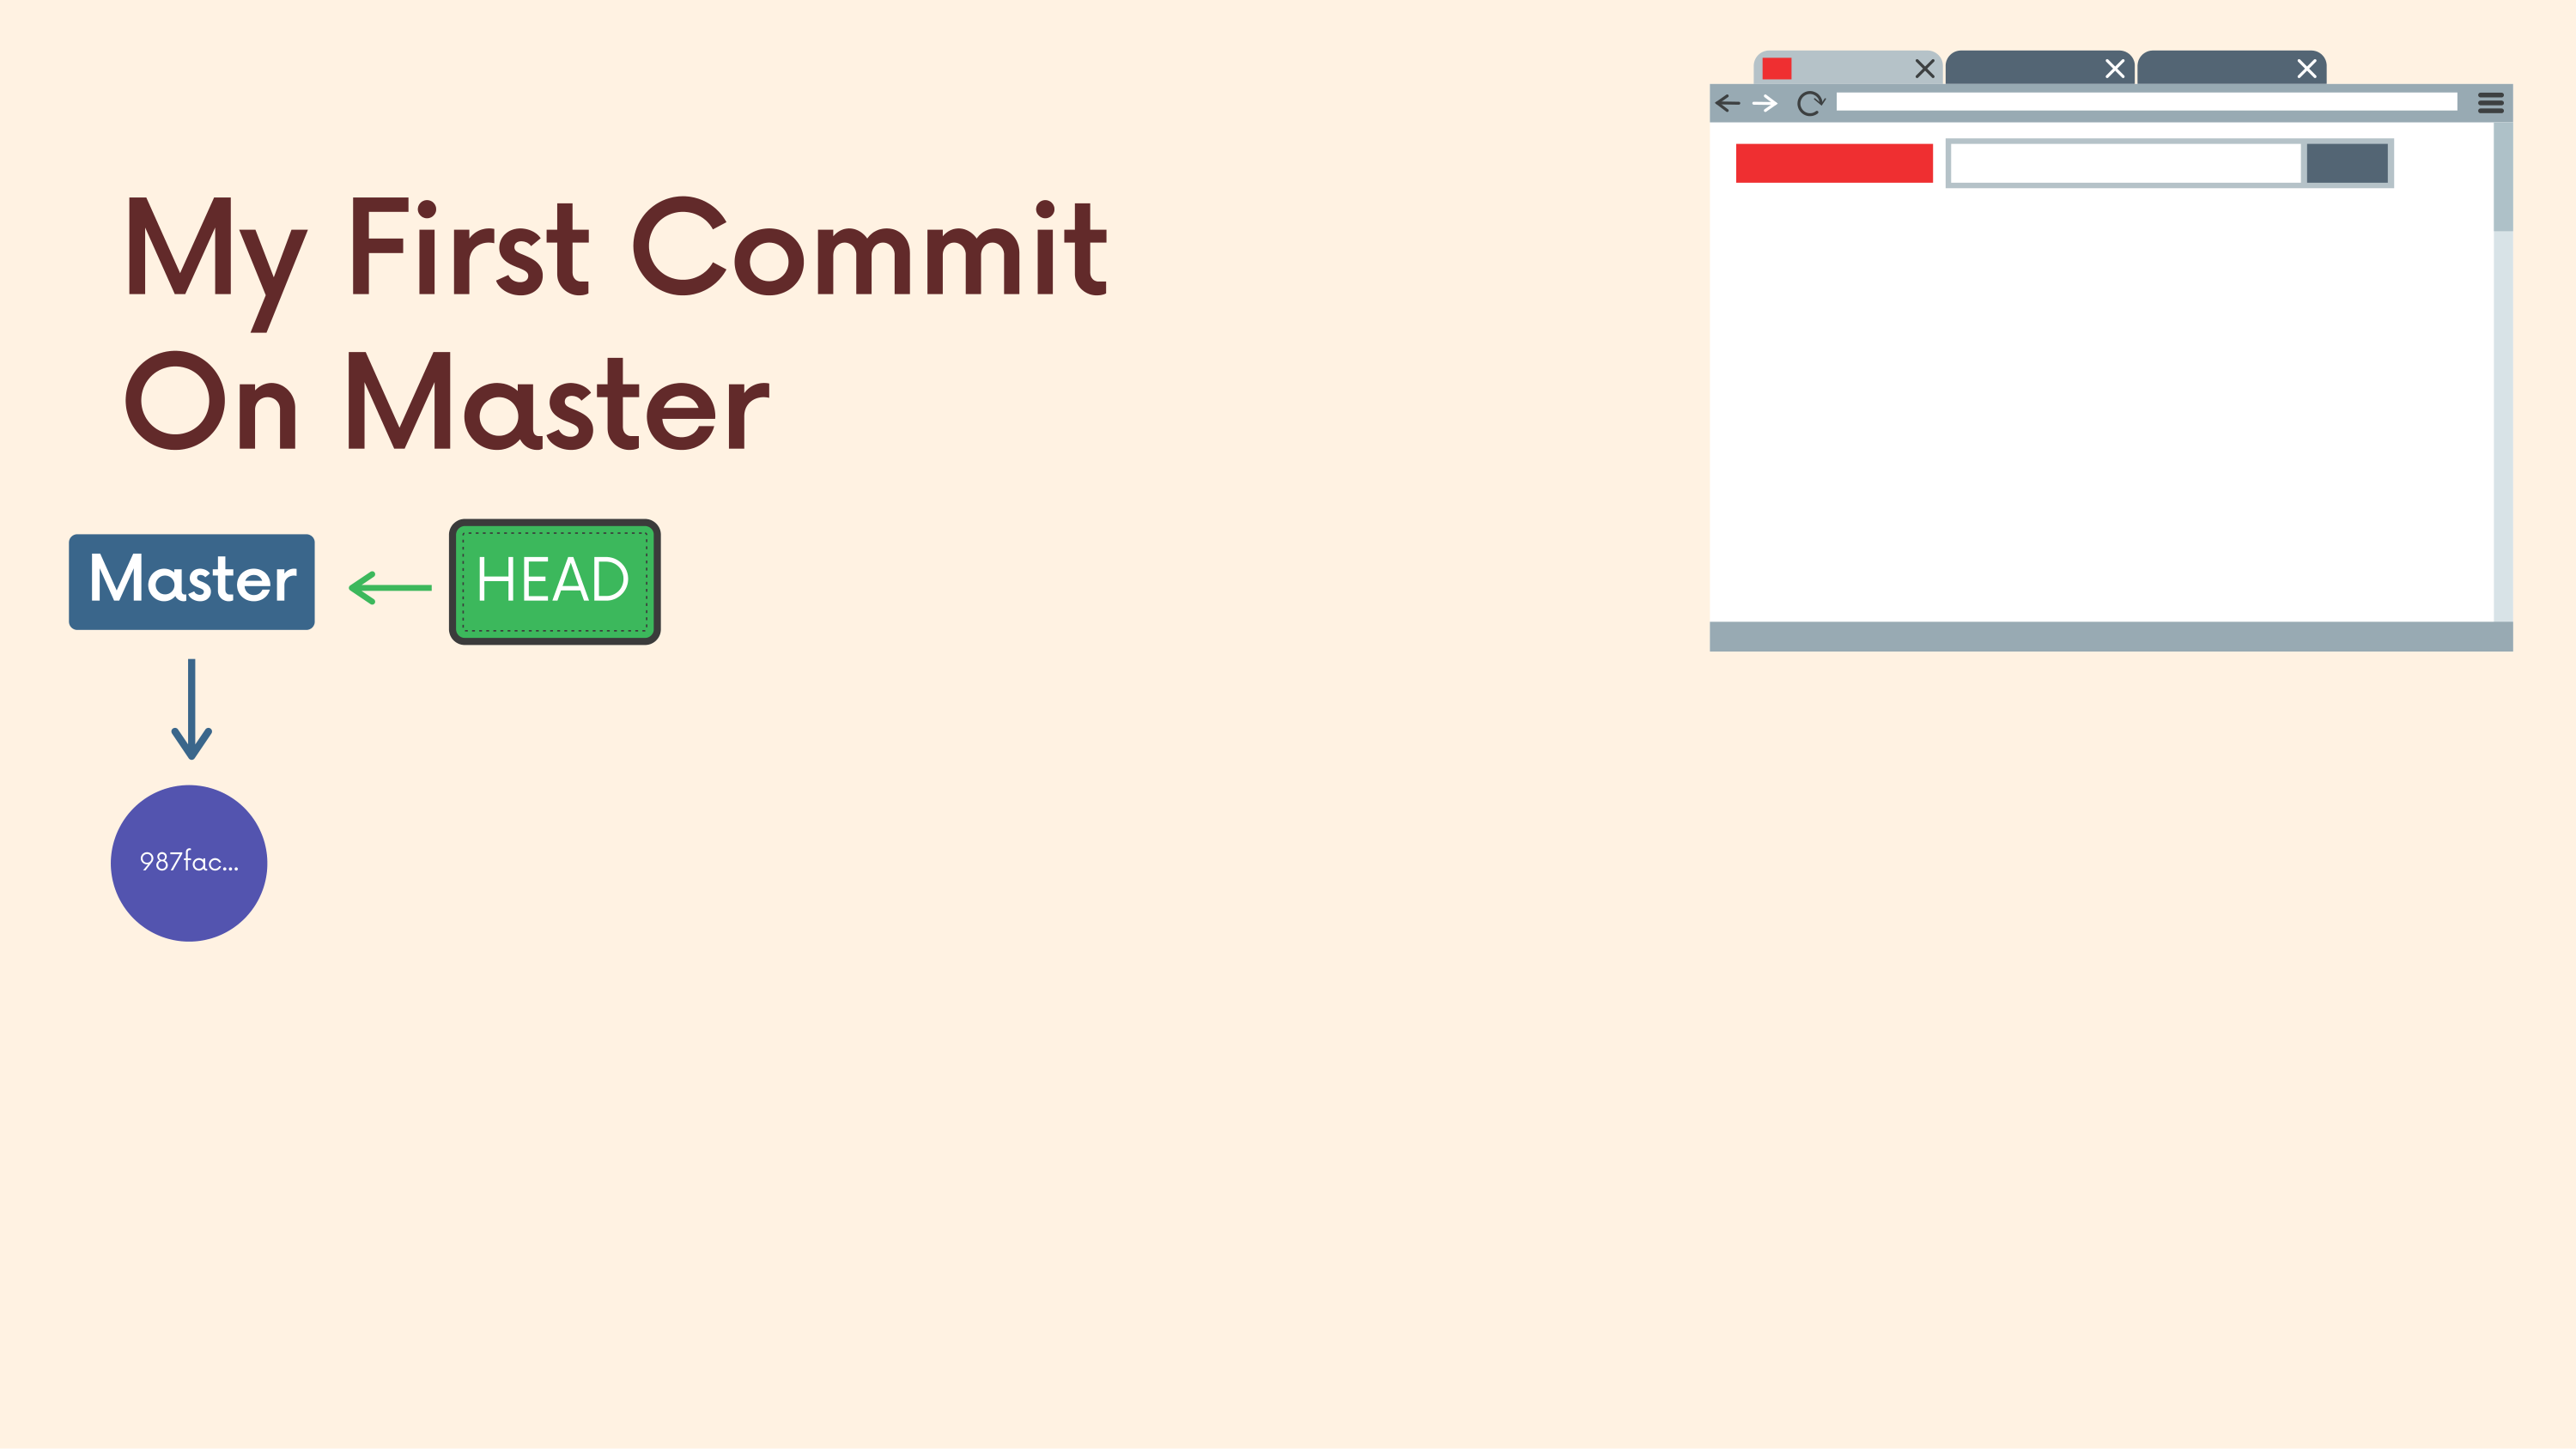 My First Commit
On Master
Master
HEAD
987fac...